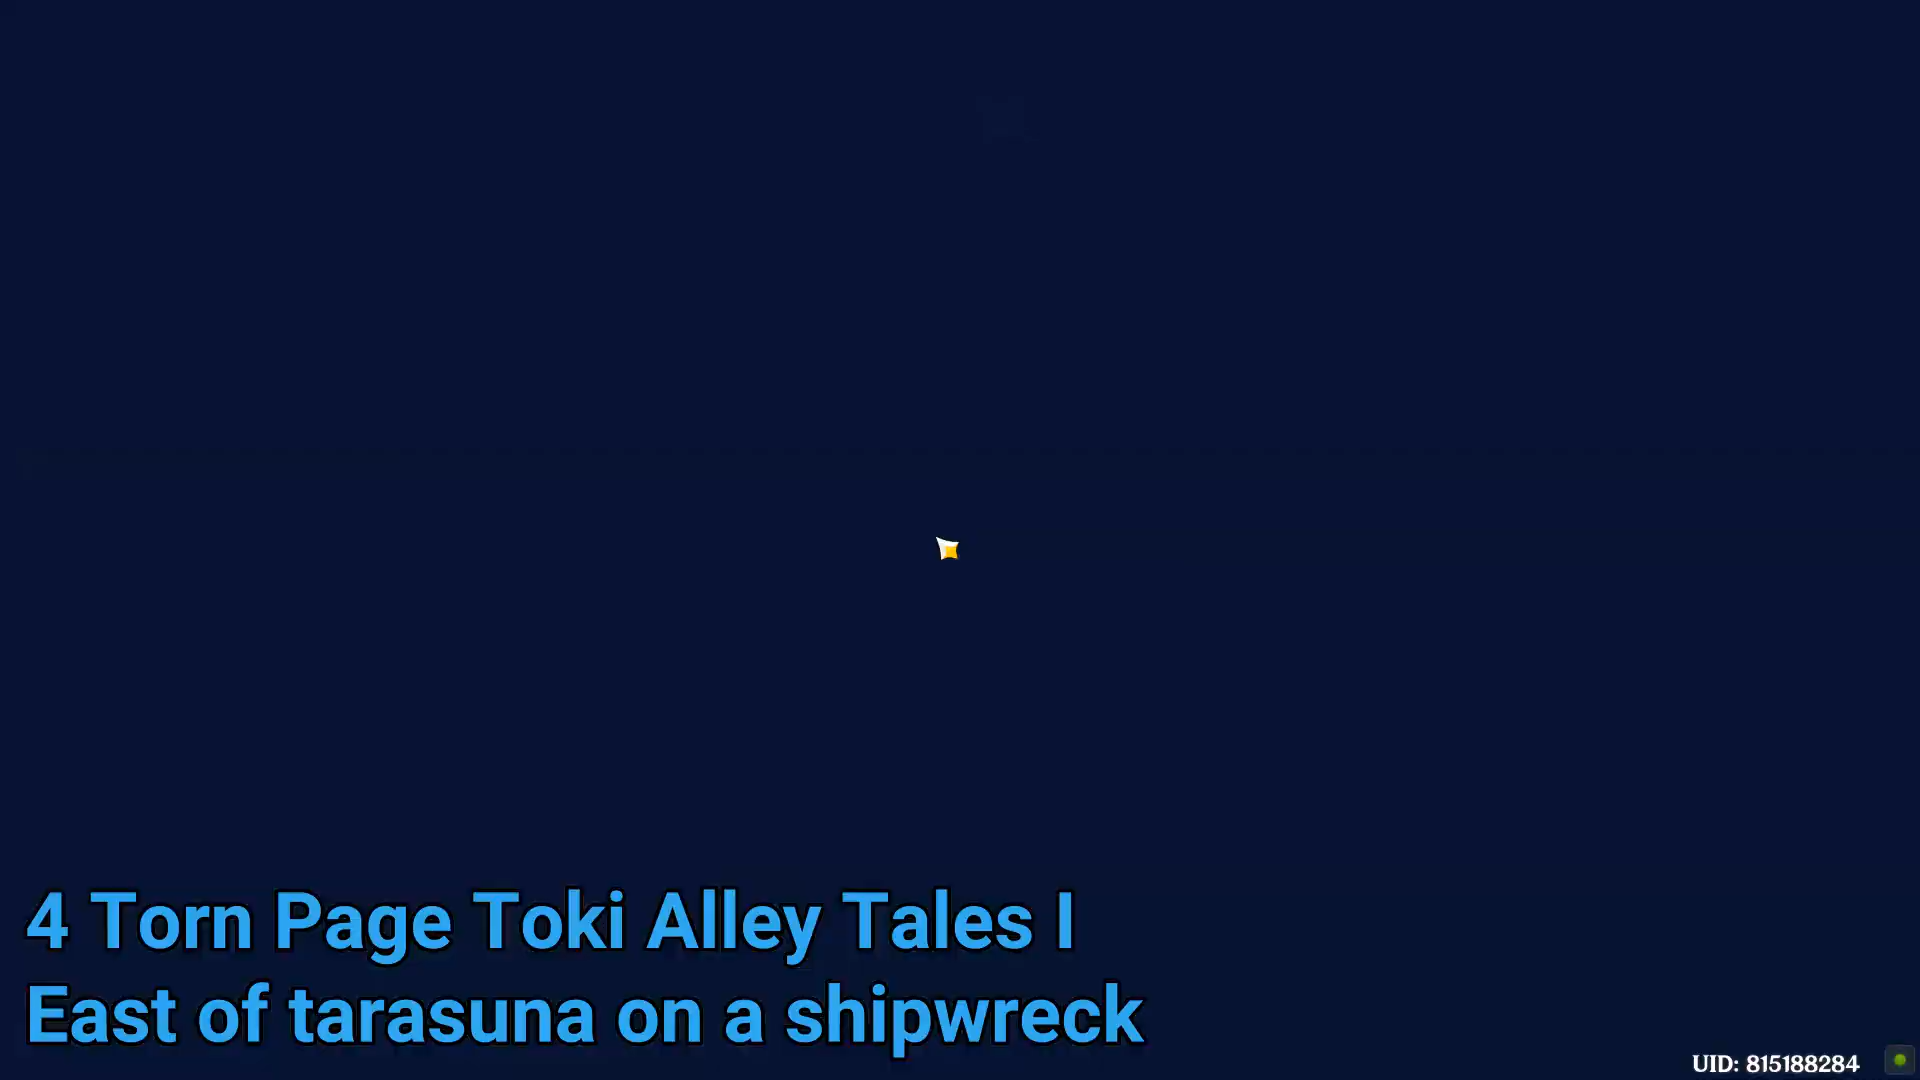 4 Torn Page Toki Alley Tales I
East of tarasuna on a shipwreck
UID: 815188284